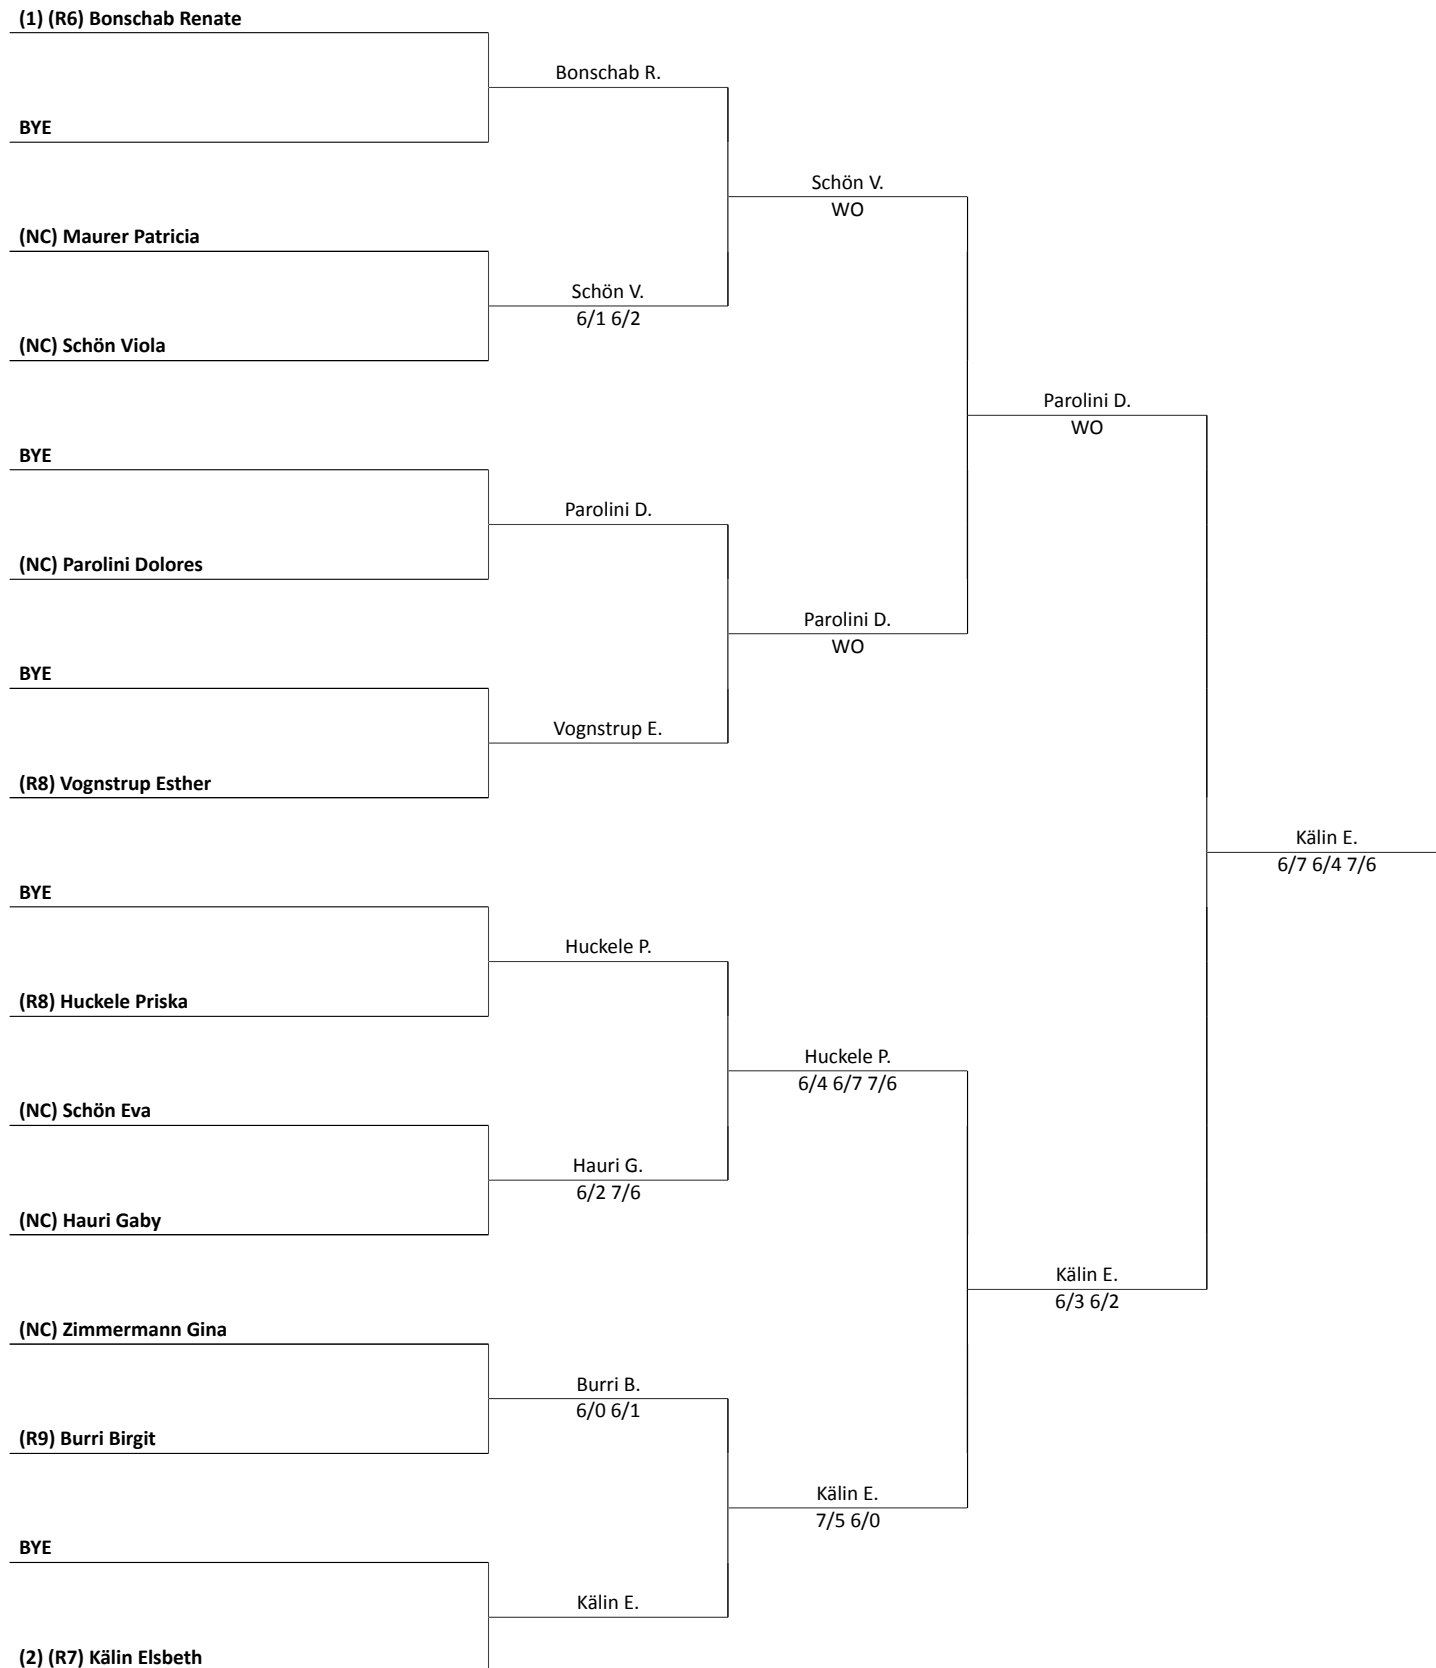 (1) (R6) Bonschab Renate
Bonschab R.
BYE
Schön V.
WO
(NC) Maurer Patricia
Schön V.
6/1 6/2
(NC) Schön Viola
Parolini D.
WO
BYE
Parolini D.
(NC) Parolini Dolores
Parolini D.
WO
BYE
Vognstrup E.
(R8) Vognstrup Esther
Kälin E.
6/7 6/4 7/6
BYE
Huckele P.
(R8) Huckele Priska
Huckele P.
6/4 6/7 7/6
(NC) Schön Eva
Hauri G.
6/2 7/6
(NC) Hauri Gaby
Kälin E.
6/3 6/2
(NC) Zimmermann Gina
Burri B.
6/0 6/1
(R9) Burri Birgit
Kälin E.
7/5 6/0
BYE
Kälin E.
(2) (R7) Kälin Elsbeth